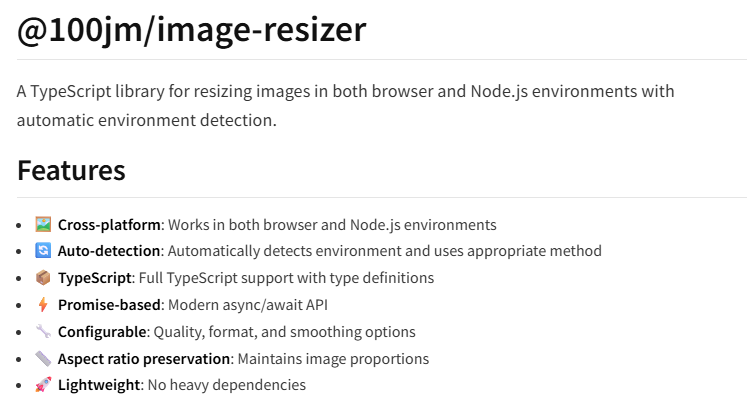 @100jm/image-resizer
A TypeScript library for resizing images in both browser and Node.js environments with
automatic environment detection.
Features
🖼️ Cross-platform: Works in both browser and Node.js environments
🔄 Auto-detection: Automatically detects environment and uses appropriate method
📦 TypeScript: Full TypeScript support with type definitions
⚡ Promise-based: Modern async/await API
🔧 Configurable: Quality, format, and smoothing options
📏 Aspect ratio preservation: Maintains image proportions
🚀 Lightweight: No heavy dependencies